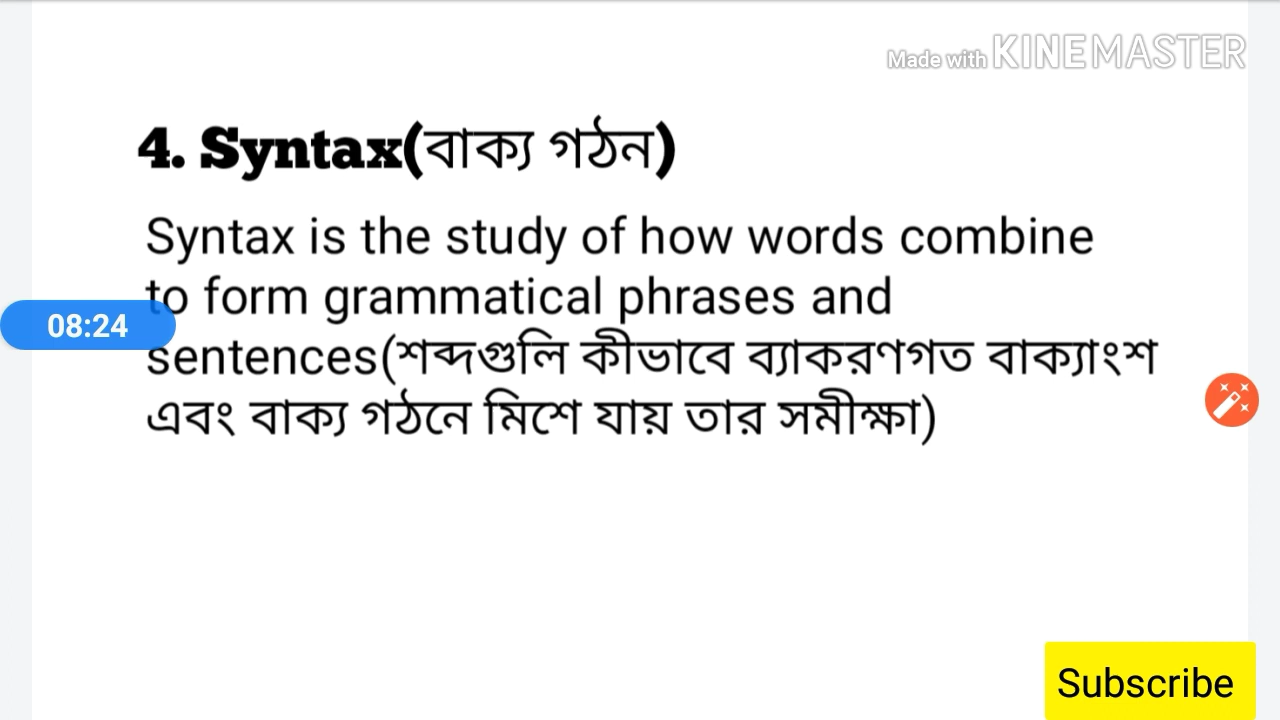 Made with KINEMASTER
4. Syntax(বাক্য গঠন)
Syntax is the study of how words combine
to form grammatical phrases and
08:24
sentences(শব্দগুলি কীভাবে ব্যাকরণগত বাক্যাংশ
এবং বাক্য গঠনে মিশে যায় তার সমীক্ষা)
Subscribe